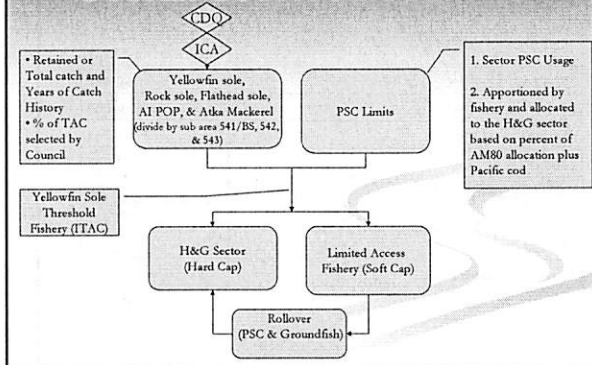 CDQ
ICA
• Retained or
Total catch and
Years of Catch
History
• % of TAC
selected by
Council
Yellowfin sole,
Rock sole, Flathead sole,
AI POP, & Atka Mackerel
(divide by sub area 541/BS, 542,
& 543)
PSC Limits
1. Sector PSC Usage
2. Apportioned by
fishery and allocated
to the H&G sector
based on percent of
AM80 allocation plus
Pacific cod
Yellowfin Sole
Threshold
Fishery (ITAC)
H&G Sector
(Hard Cap)
Limited Access
Fishery (Soft Cap)
Rollover
(PSC & Groundfish)